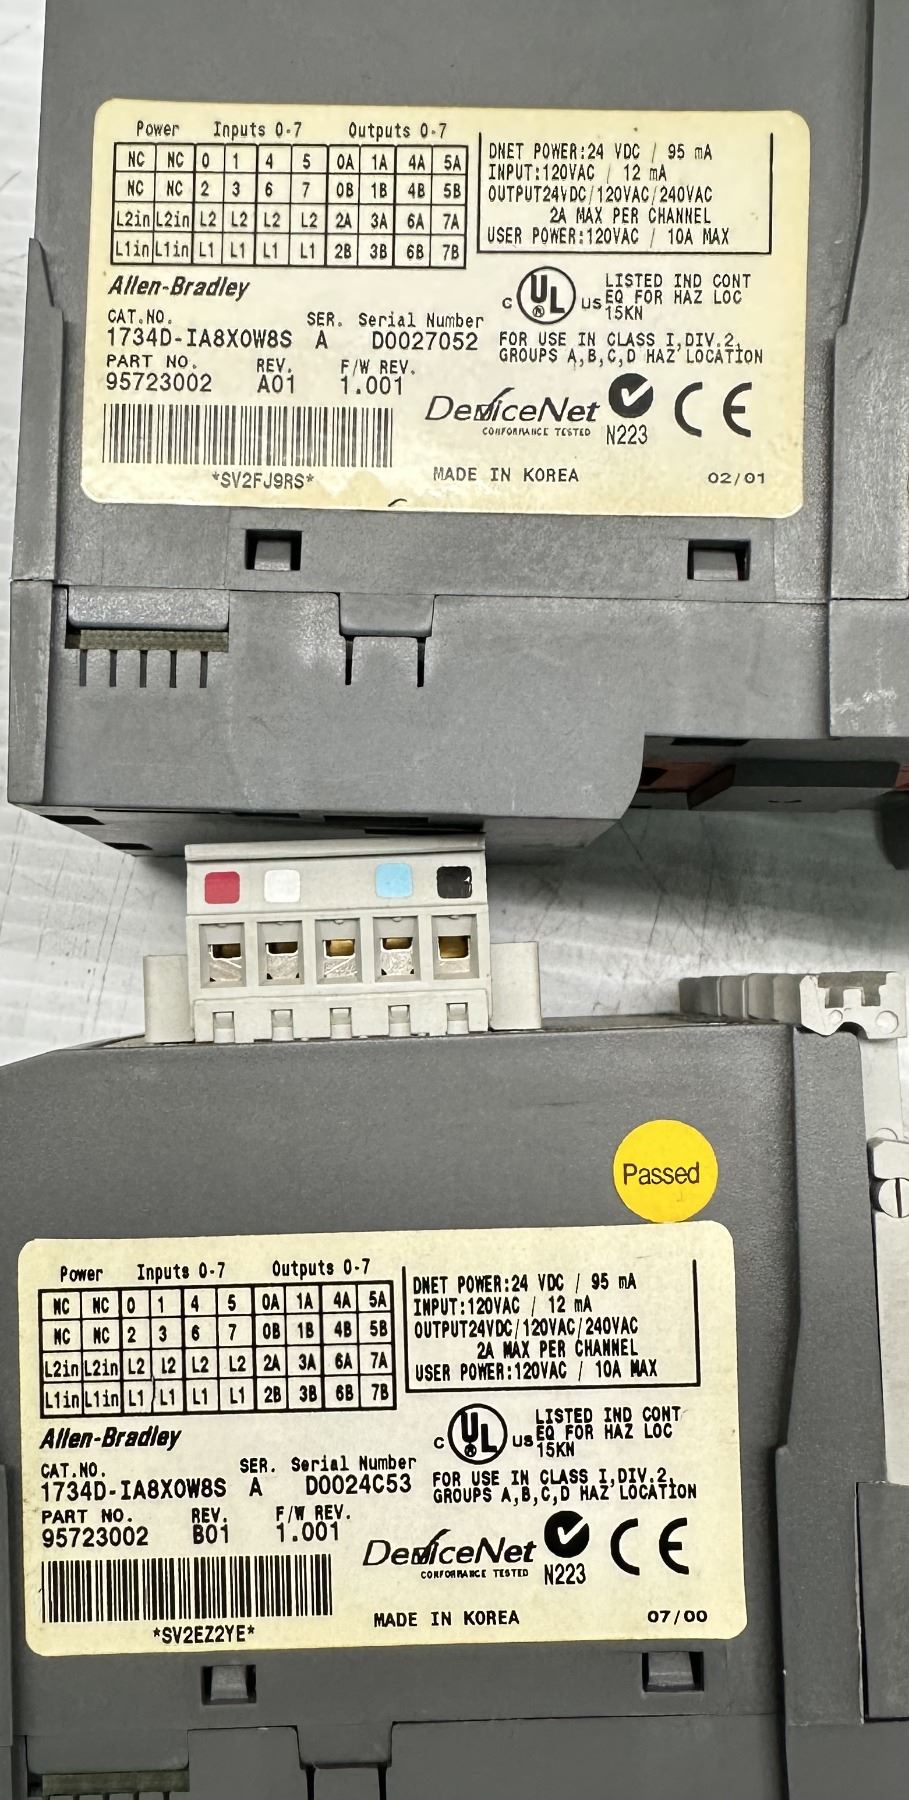 Power Inputs 0-7 Outputs 0-7
NC NC 0 1 4 5 0A 1A 4A 5A
NC NC 2 3 6 7 0B 1B 4B 5B
L2in L2in L2 L2 L2 L2 2A 3A 6A 7A
L1in L1in L1 L1 L1 L1 2B 3B 6B 7B
DNET POWER:24 VDC / 95 mA
INPUT:120VAC / 12 mA
OUTPUT24VDC/120VAC/240VAC
2A MAX PER CHANNEL
USER POWER:120VAC / 10A MAX
Allen-Bradley
C UL US
LISTED IND CONT
EQ FOR HAZ LOC
15KN
CAT.NO. SER. Serial Number
1734D-IA8XOW8S A D0027052
FOR USE IN CLASS I,DIV.2,
GROUPS A,B,C,D HAZ LOCATION
PART NO. REV. F/W REV.
95723002 A01 1.001
DeviceNet
CONFORMANCE TESTED
N223
CE
*SV2FJ9RS*
MADE IN KOREA
02/01
Passed
Power Inputs 0-7 Outputs 0-7
NC NC 0 1 4 5 0A 1A 4A 5A
NC NC 2 3 6 7 0B 1B 4B 5B
L2in L2in L2 L2 L2 L2 2A 3A 6A 7A
L1in L1in L1 L1 L1 L1 2B 3B 6B 7B
DNET POWER:24 VDC / 95 mA
INPUT:120VAC / 12 mA
OUTPUT24VDC/120VAC/240VAC
2A MAX PER CHANNEL
USER POWER:120VAC / 10A MAX
Allen-Bradley
C UL US
LISTED IND CONT
EQ FOR HAZ LOC
15KN
CAT.NO. SER. Serial Number
1734D-IA8XOW8S A D0024C53
FOR USE IN CLASS I,DIV.2,
GROUPS A,B,C,D HAZ LOCATION
PART NO. REV. F/W REV.
95723002 B01 1.001
DeviceNet
CONFORMANCE TESTED
N223
CE
*SV2EZ2YE*
MADE IN KOREA
07/00